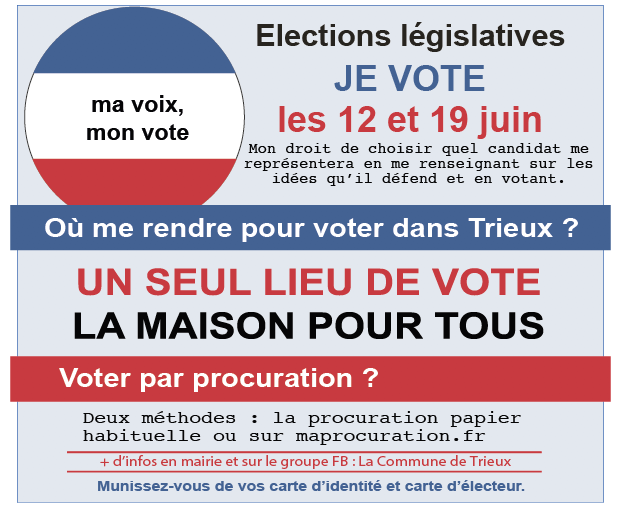 ma voix,
mon vote
Elections législatives
JE VOTE
les 12 et 19 juin
Mon droit de choisir quel candidat me
représentera en me renseignant sur les
idées qu'il défend et en votant.
Où me rendre pour voter dans Trieux ?
UN SEUL LIEU DE VOTE
LA MAISON POUR TOUS
Voter par procuration ?
Deux méthodes : la procuration papier
habituelle ou sur maprocuration.fr
+ d'infos en mairie et sur le groupe FB : La Commune de Trieux
Munissez-vous de vos carte d'identité et carte d'électeur.